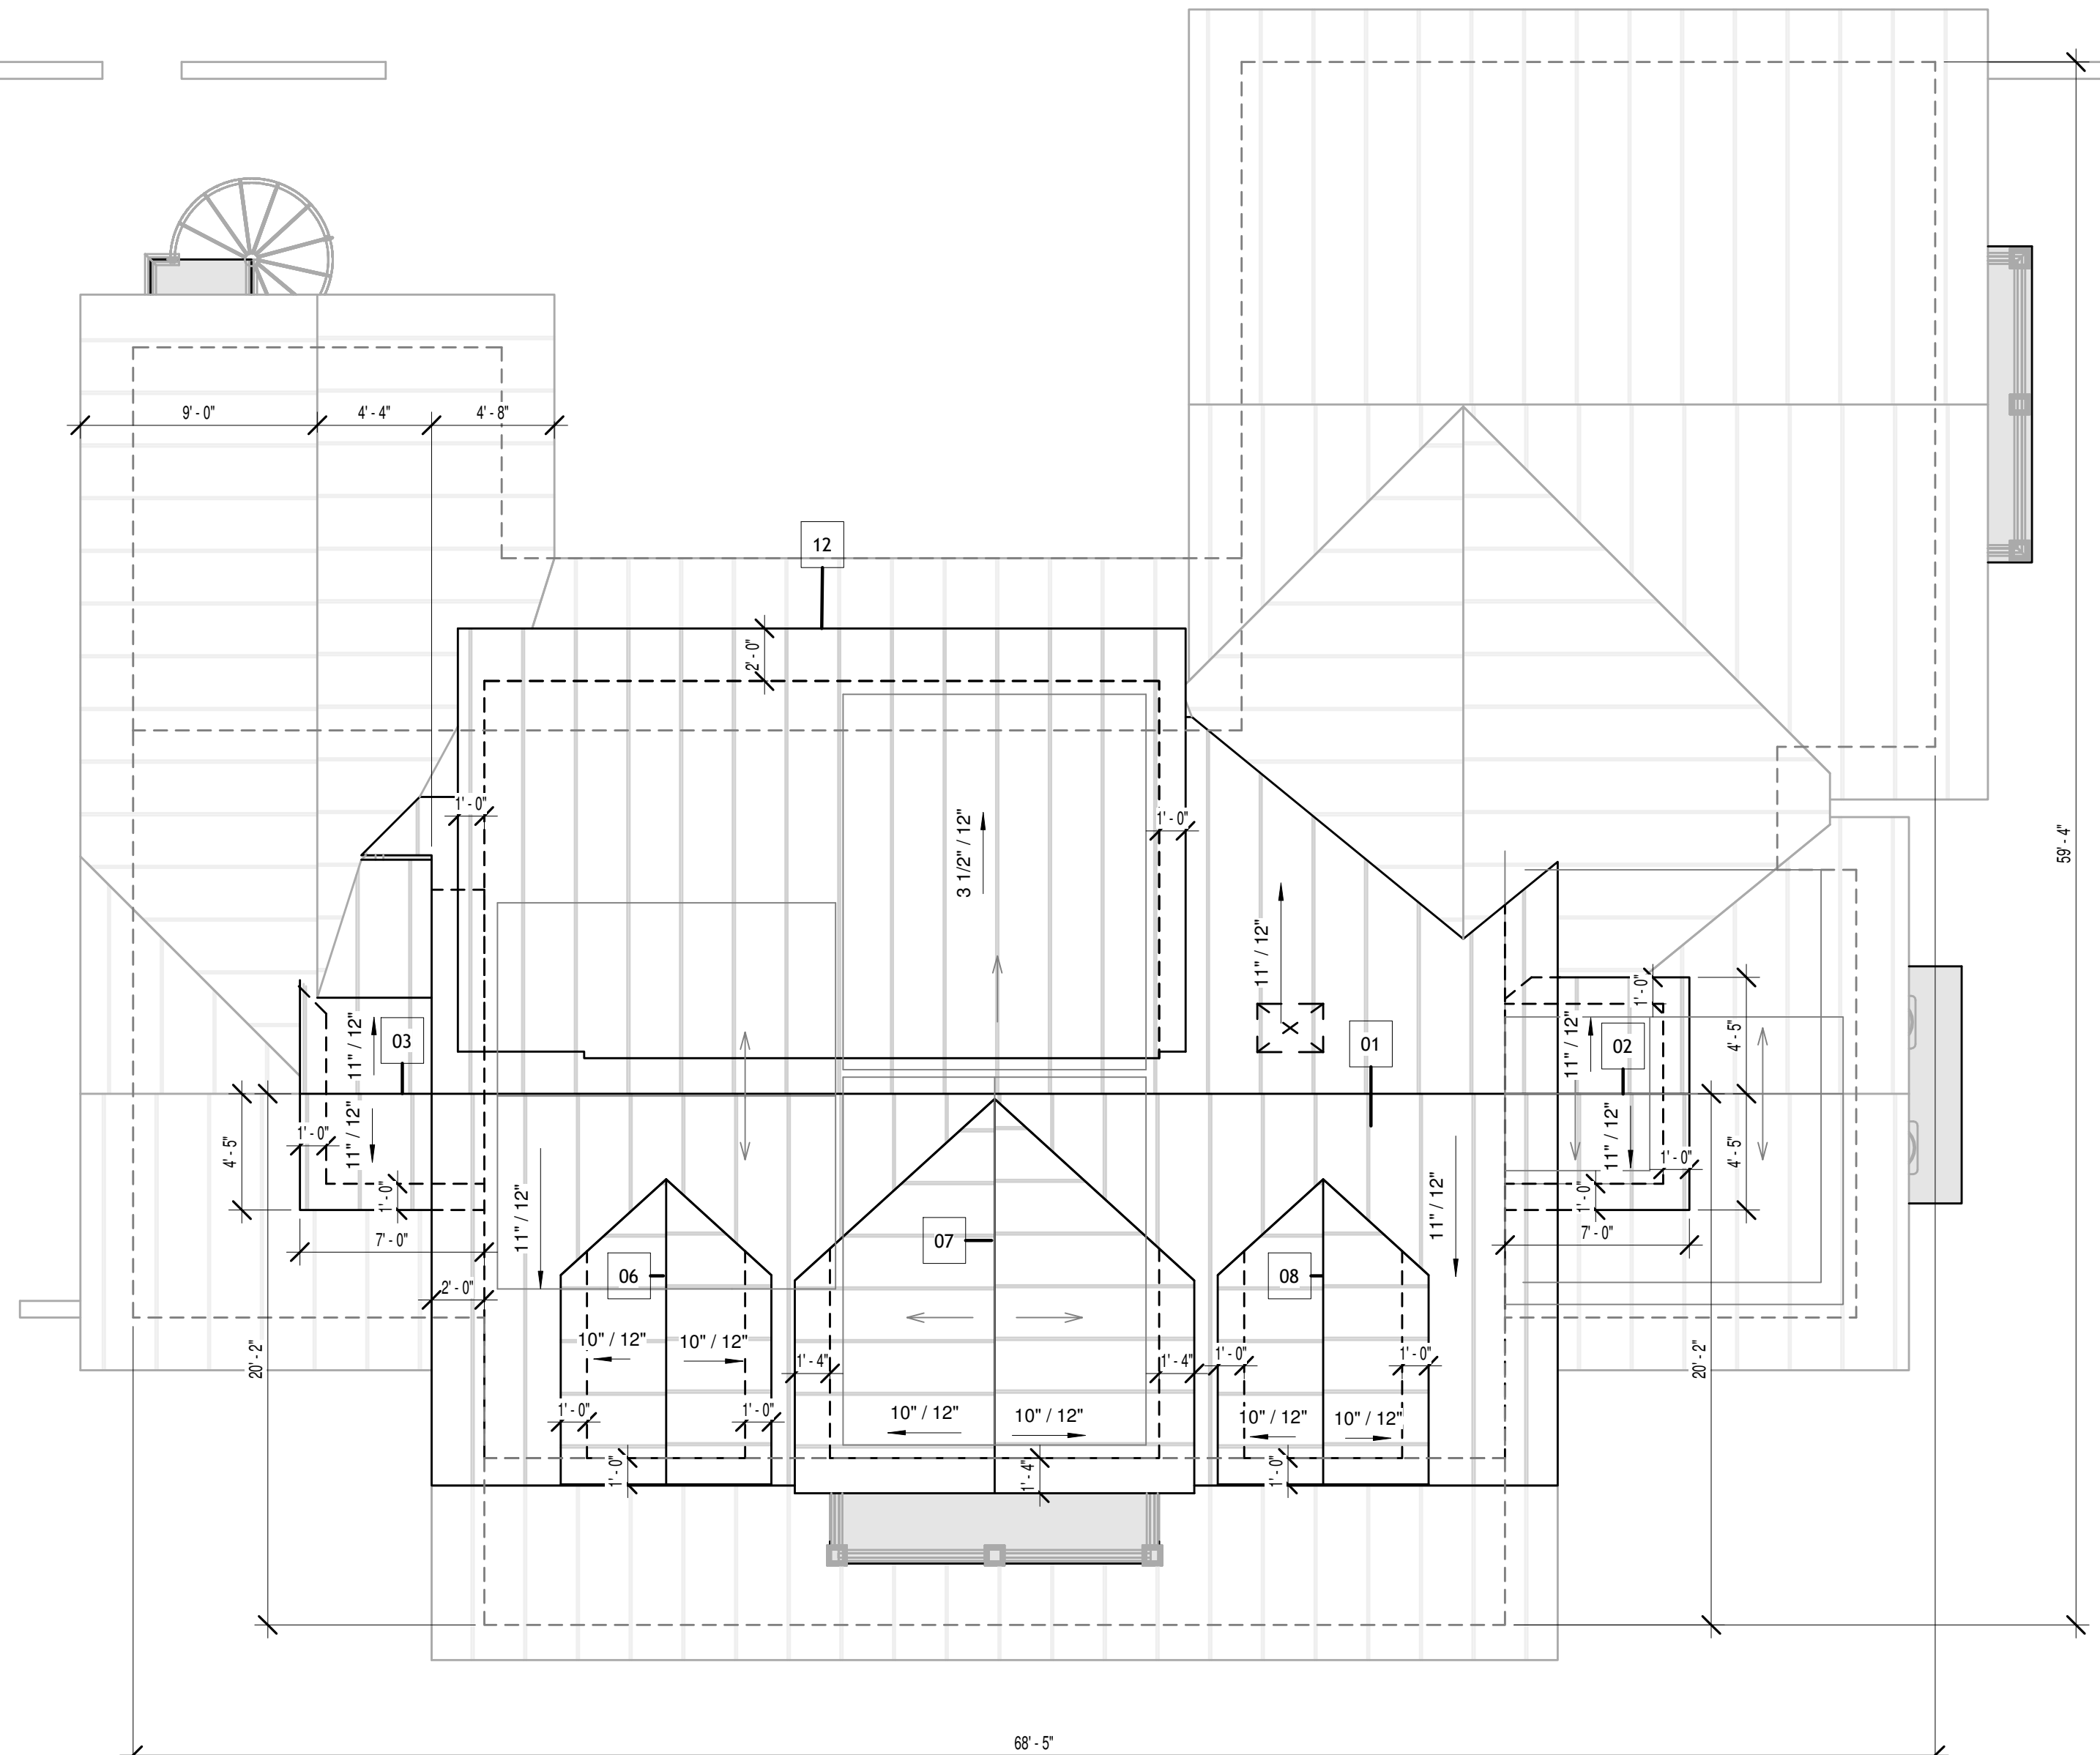 9' - 0"
4' - 4"
4' - 8"
12
2' - 0"
59' - 4"
1' - 0"
1' - 0"
3 1/2" / 12"
11" / 12"
1' - 0"
11" / 12"
03
01
11" / 12"
02
4' - 5"
4' - 5"
1' - 0"
11" / 12"
11" / 12"
4' - 5"
1' - 0"
1' - 0"
1' - 0"
7' - 0"
11" / 12"
07
11" / 12"
7' - 0"
2' - 0"
06
08
20' - 2"
10" / 12"
10" / 12"
1' - 4"
1' - 4"
1' - 0"
1' - 0"
20' - 2"
1' - 0"
1' - 0"
10" / 12"
10" / 12"
10" / 12"
10" / 12"
1' - 0"
1' - 4"
1' - 0"
68' - 5"